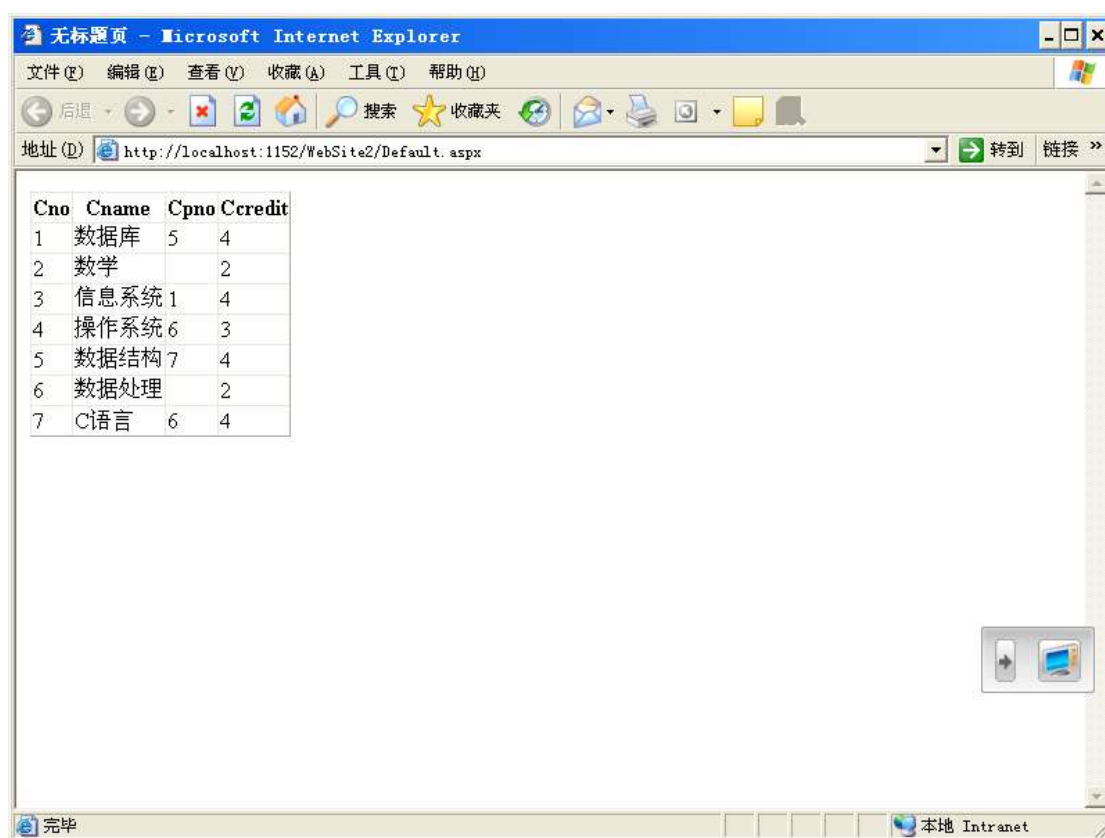 无标题页 - Microsoft Internet Explorer
文件(F) 编辑(E) 查看(V) 收藏(A) 工具(T) 帮助(H)
后退 搜索 收藏夹
地址(D) http://localhost:1152/WebSite2/Default.aspx 转到 链接 »
Cno Cname Cpno Ccredit
1 数据库 5 4
2 数学 2
3 信息系统 1 4
4 操作系统 6 3
5 数据结构 7 4
6 数据处理 2
7 C语言 6 4
完毕 本地 Intranet